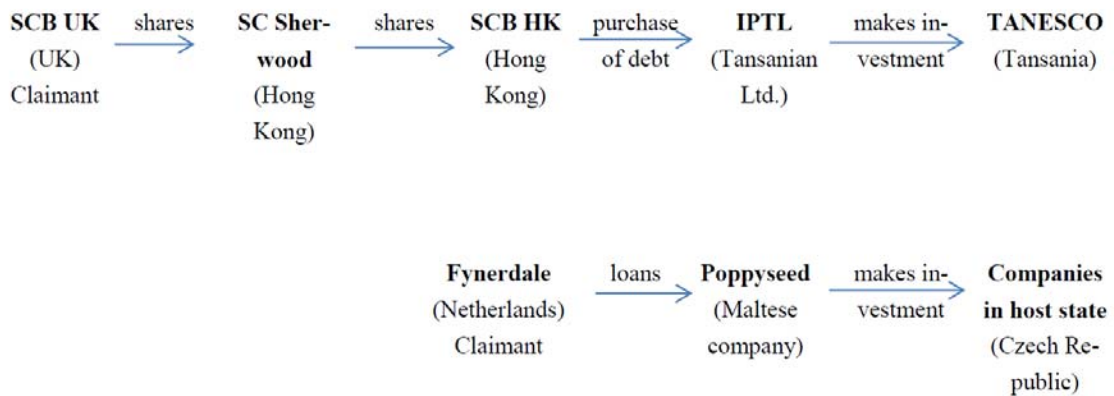 SCB UK shares SC Sher- shares SCB HK purchase IPTL makes in- TANESCO
(UK) wood (Hong of debt (Tansanian vestment (Tansania)
Claimant (Hong Kong) Ltd.)
Kong)
Fynerdale loans Poppyseed makes in- Companies
(Netherlands) (Maltese vestment in host state
Claimant company) (Czech Re-
public)